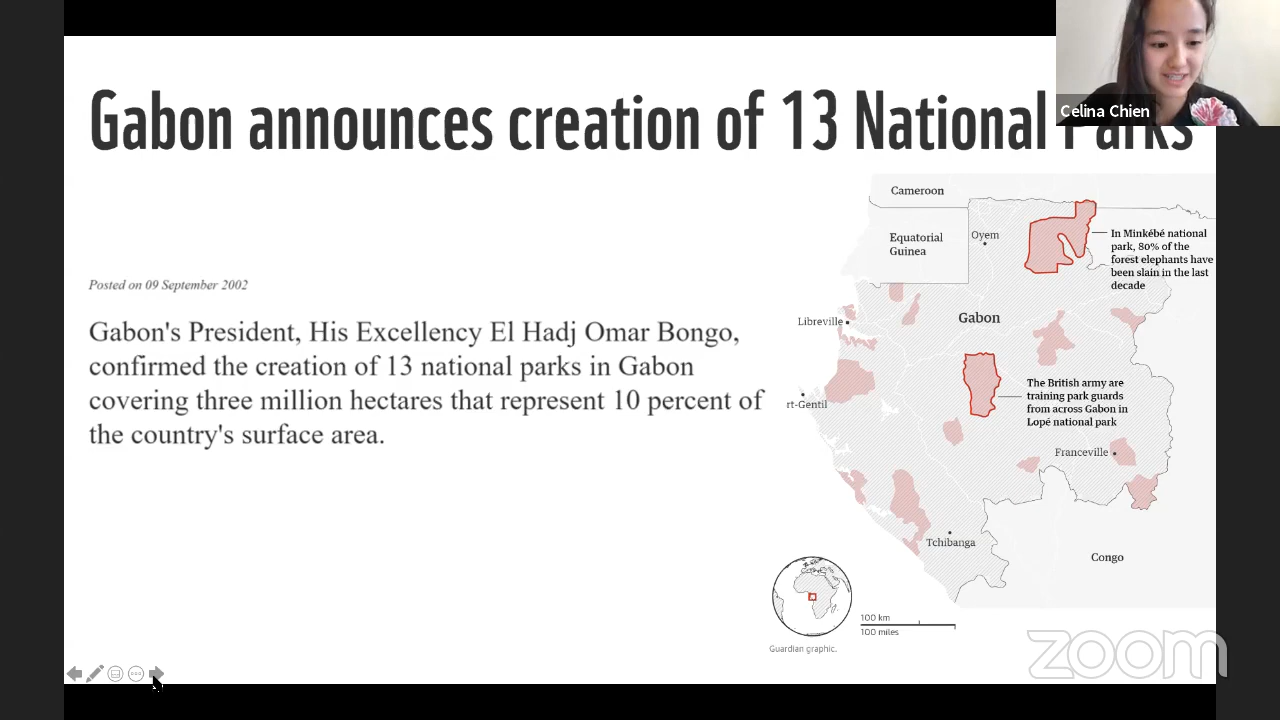 Gabon announces creation of 13 National Parks
Celina Chien
Posted on 09 September 2002
Gabon's President, His Excellency El Hadj Omar Bongo,
confirmed the creation of 13 national parks in Gabon
covering three million hectares that represent 10 percent of
the country's surface area.
Cameroon
Equatorial
Guinea
Oyem
In Minkébé national
park, 80% of the
forest elephants have
been slain in the last
decade
Libreville
Gabon
The British army are
training park guards
from across Gabon in
Lopé national park
rt-Gentil
Franceville
Tchibanga
Congo
100 km
100 miles
Guardian graphic.
zoom